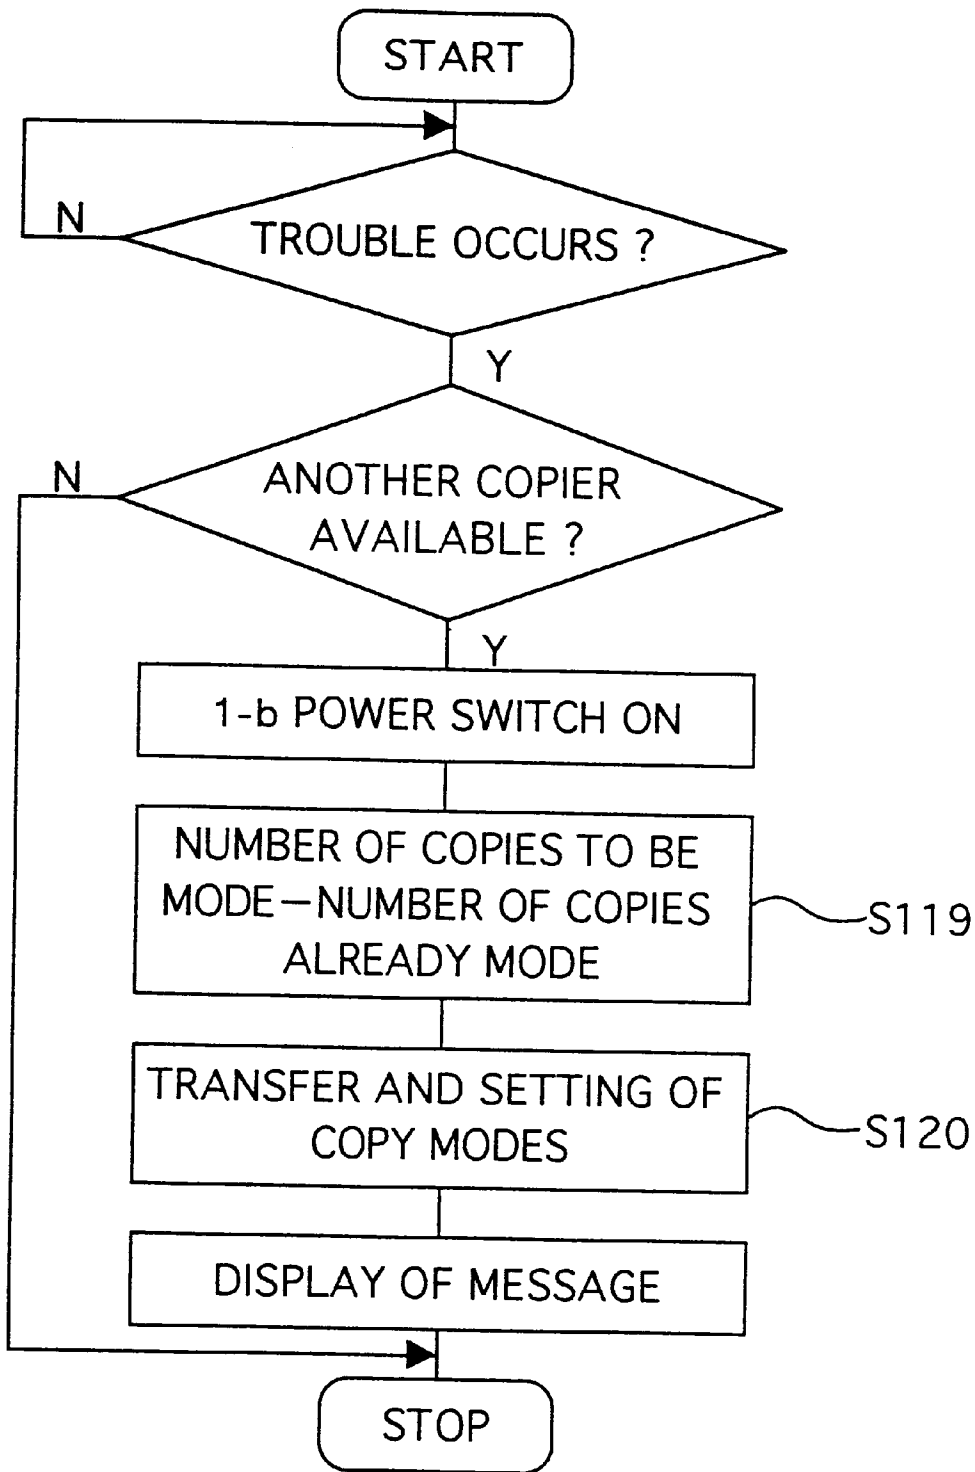 START
N
TROUBLE OCCURS ?
Y
N
ANOTHER COPIER
AVAILABLE ?
Y
1-b POWER SWITCH ON
NUMBER OF COPIES TO BE
MODE—NUMBER OF COPIES
ALREADY MODE
S119
TRANSFER AND SETTING OF
COPY MODES
S120
DISPLAY OF MESSAGE
STOP